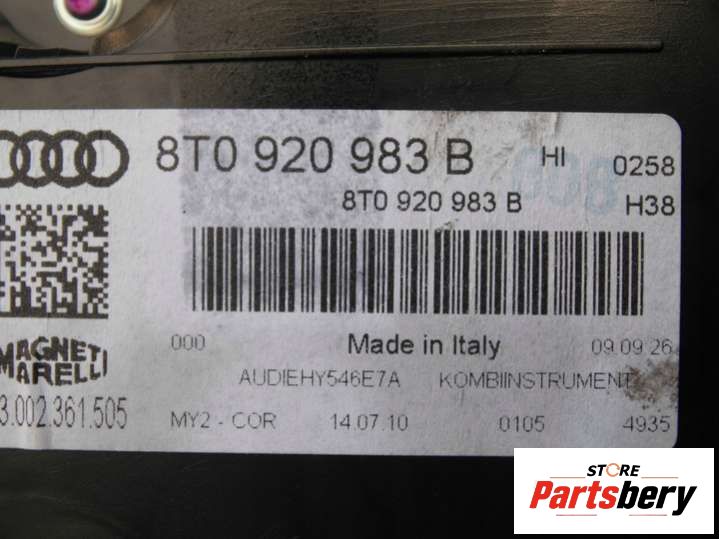 8T0 920 983 B HI 0258
8T0 920 983 B H38
000 Made in Italy 09.09.26
AUDIEHY546E7A KOMBIINSTRUMENT
MAGNETI
MARELLI
3.002.361.505 MY2 - COR 14.07.10 0105 4935
STORE
Partsbery